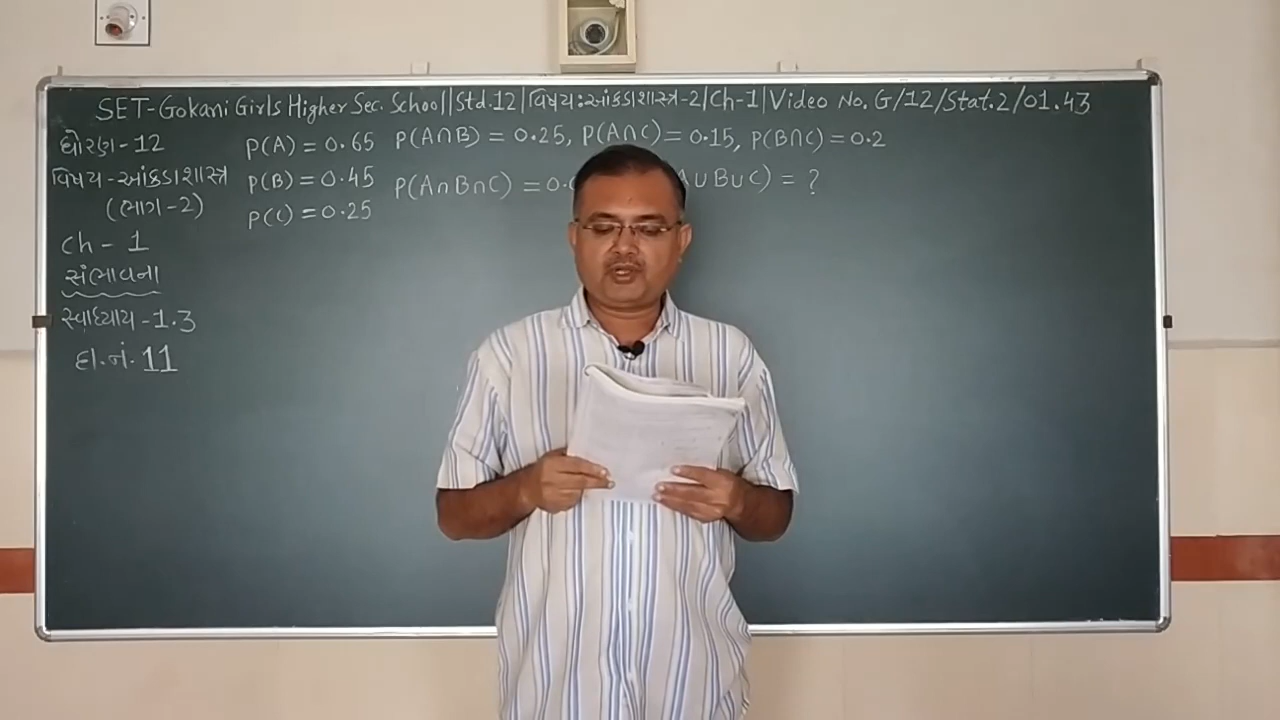 SET-Gokani Girls Higher Sec. School||Std.12|વિષય:આંકડાશાસ્ત્ર-2|Ch-1|Video No. G/12/Stat.2/01.43
ધોરણ-12
વિષય-આંકડાશાસ્ત્ર
(ભાગ-2)
Ch-1
સંભાવના
સ્વાધ્યાય-1.3
દા.નં. 11
P(A) = 0.65 P(A∩B) = 0.25, P(A∩C) = 0.15, P(B∩C) = 0.2
P(B) = 0.45 P(A∩B∩C) = 0. A∪B∪C) = ?
P(C) = 0.25